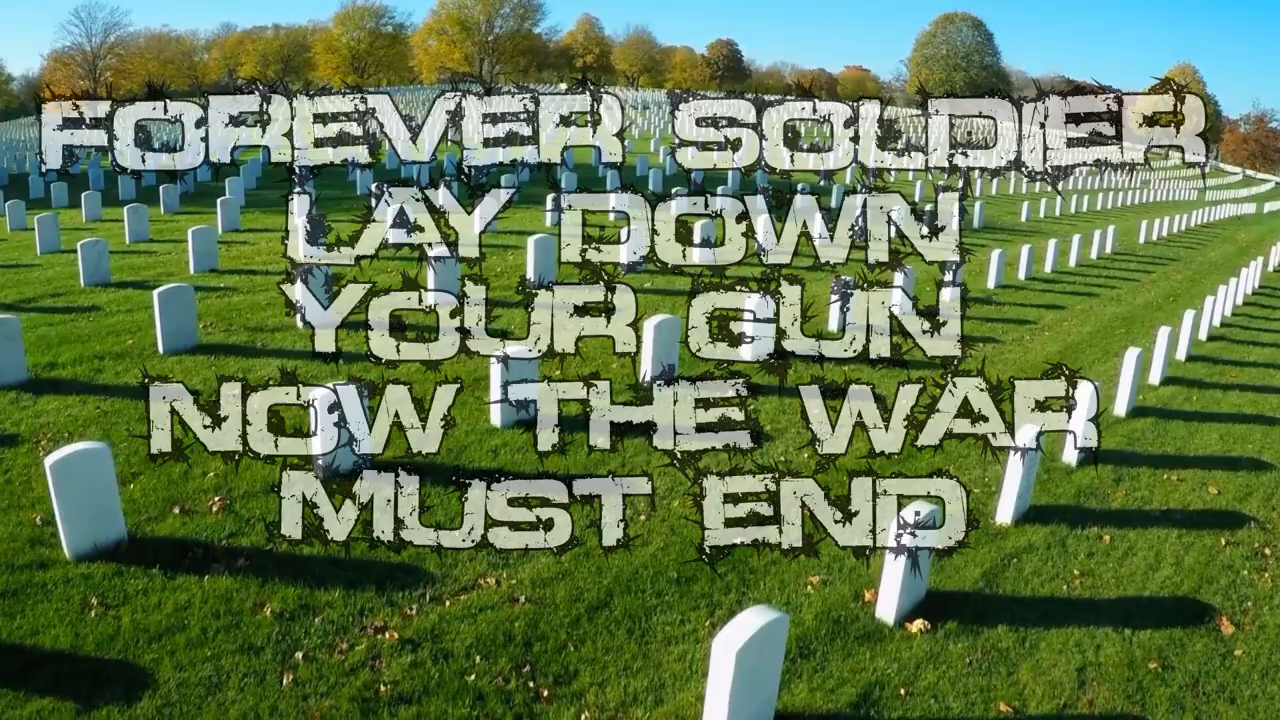 FOREVER SOLDIER
LAY DOWN
YOUR GUN
NOW THE WAR
MUST END